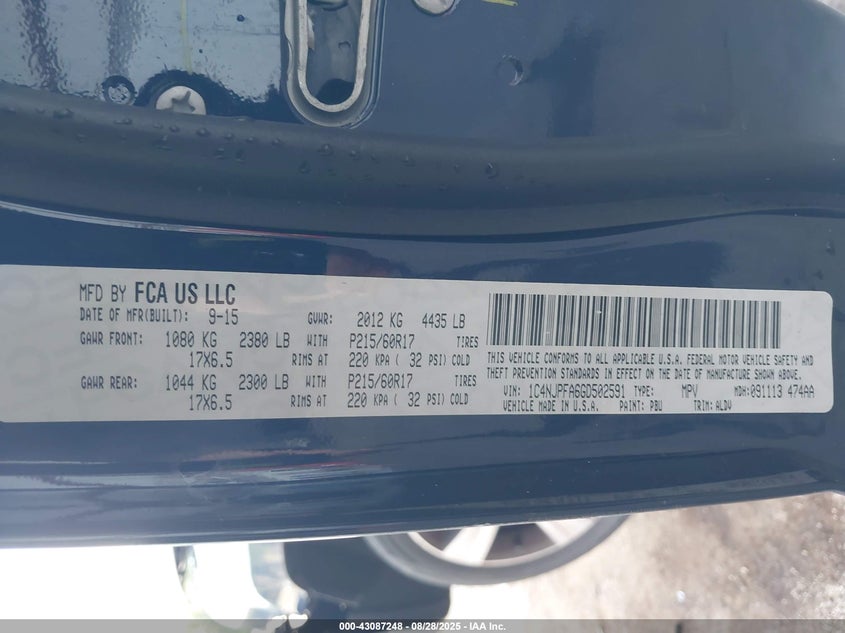 MFD BY FCA US LLC
DATE OF MFR(BUILT): 9-15 GVWR: 2012 KG 4435 LB
GAWR FRONT: 1080 KG 2380 LB WITH P215/60R17 TIRES
17X6.5 RIMS AT 220 KPA ( 32 PSI) COLD
GAWR REAR: 1044 KG 2300 LB WITH P215/60R17 TIRES
17X6.5 RIMS AT 220 KPA ( 32 PSI) COLD
THIS VEHICLE CONFORMS TO ALL APPLICABLE U.S.A. FEDERAL MOTOR VEHICLE SAFETY AND
THEFT PREVENTION STANDARDS IN EFFECT ON THE DATE OF MANUFACTURE SHOWN ABOVE.
VIN: 1C4NJPFA6GD502591 TYPE: MPV MDH:091113 474AA
VEHICLE MADE IN U.S.A. PAINT: PBU TRIM:ALDV
000-43087248 - 08/28/2025 - IAA Inc.